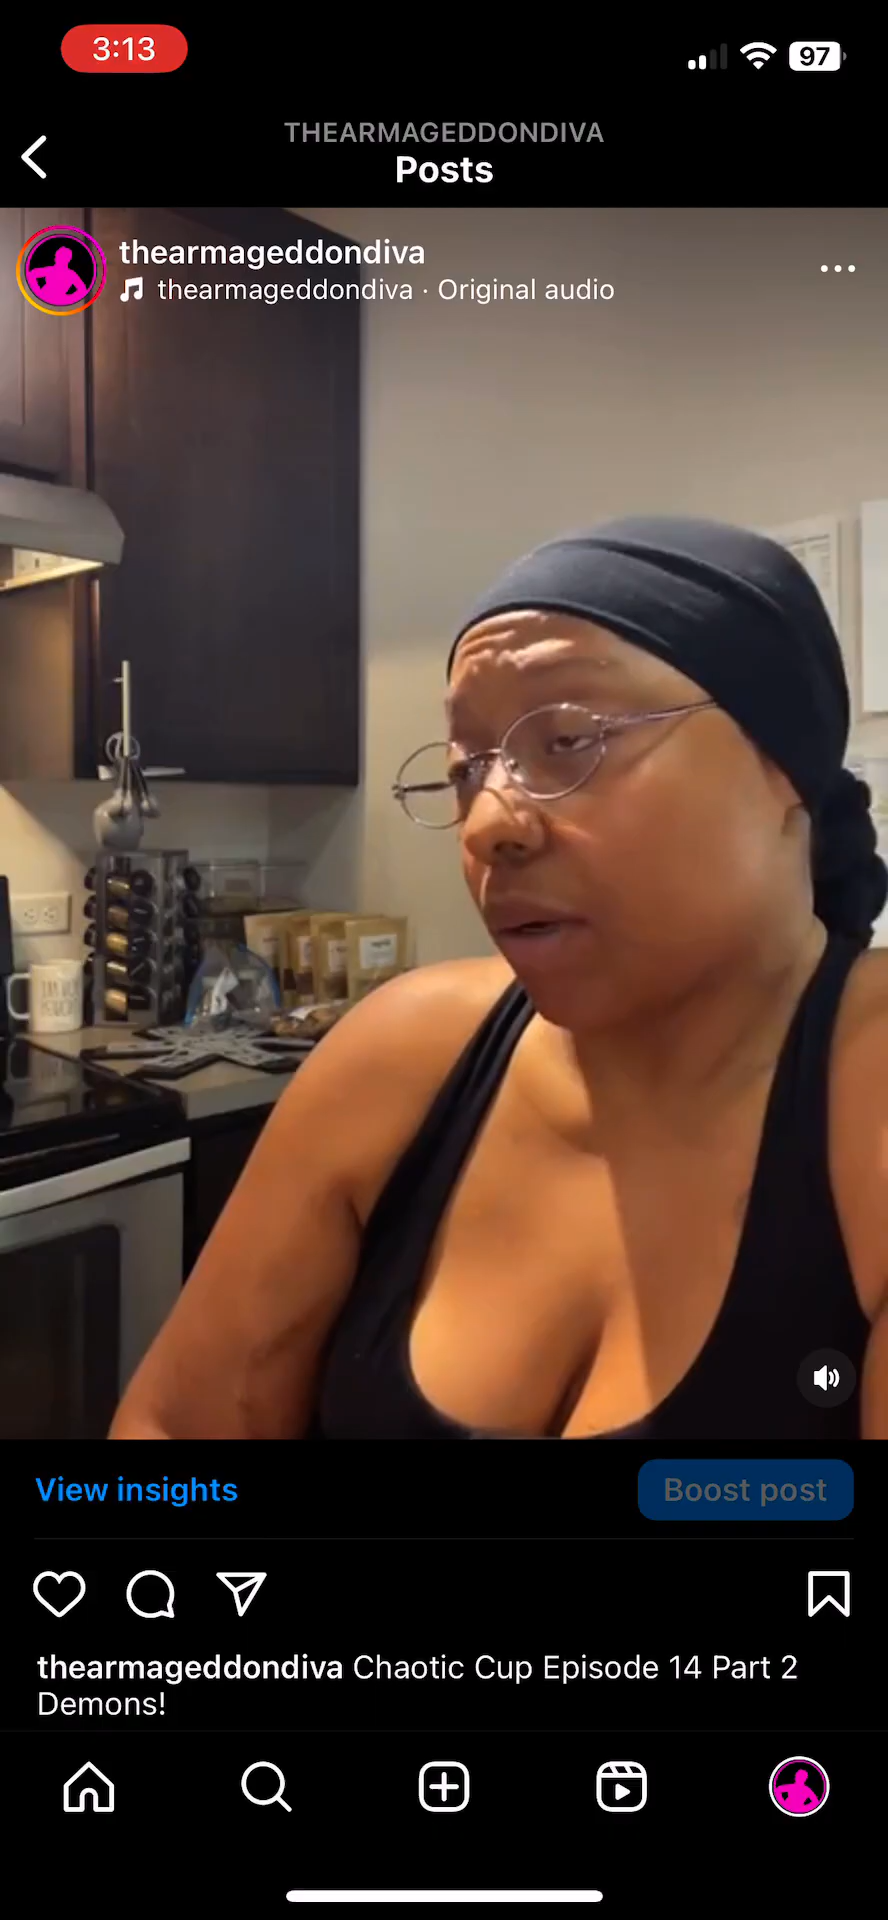 3:13
97
THEARMAGEDDONDIVA
Posts
thearmageddondiva
thearmageddondiva · Original audio
View insights
Boost post
thearmageddondiva Chaotic Cup Episode 14 Part 2
Demons!